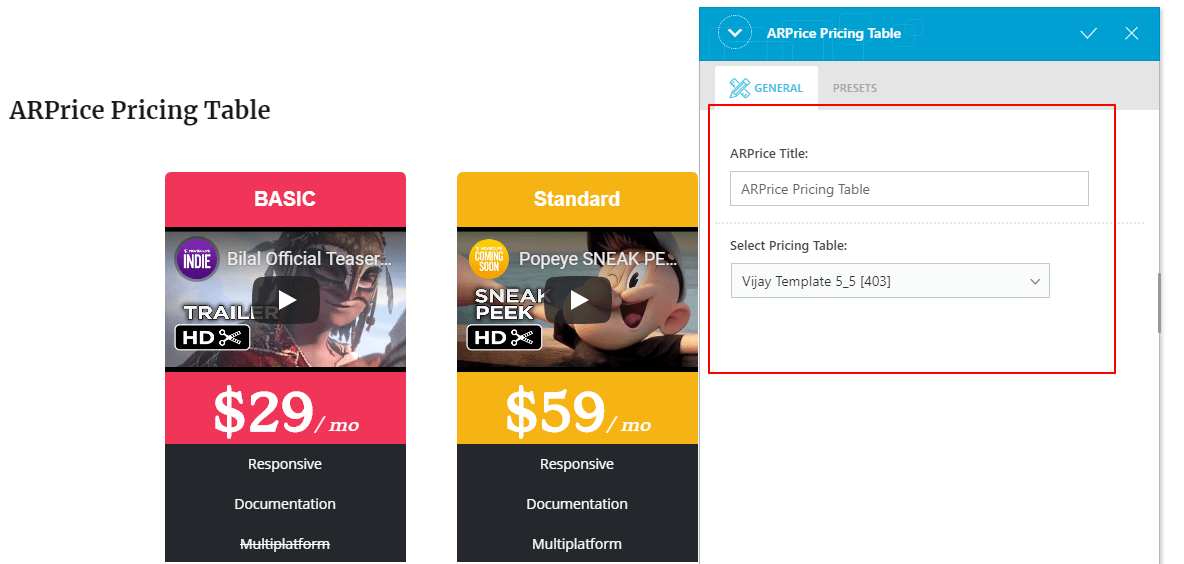 ARPrice Pricing Table
BASIC
MOVIECLIPS
INDIE
Bilal Official Teaser...
TRAILER
HD
$29/ mo
Responsive
Documentation
Multiplatform
Standard
MOVIECLIPS
COMING
SOON
Popeye SNEAK PE...
SNEAK
PEEK
HD
$59/ mo
Responsive
Documentation
Multiplatform
ARPrice Pricing Table
GENERAL
PRESETS
ARPrice Title:
ARPrice Pricing Table
Select Pricing Table:
Vijay Template 5_5 [403]